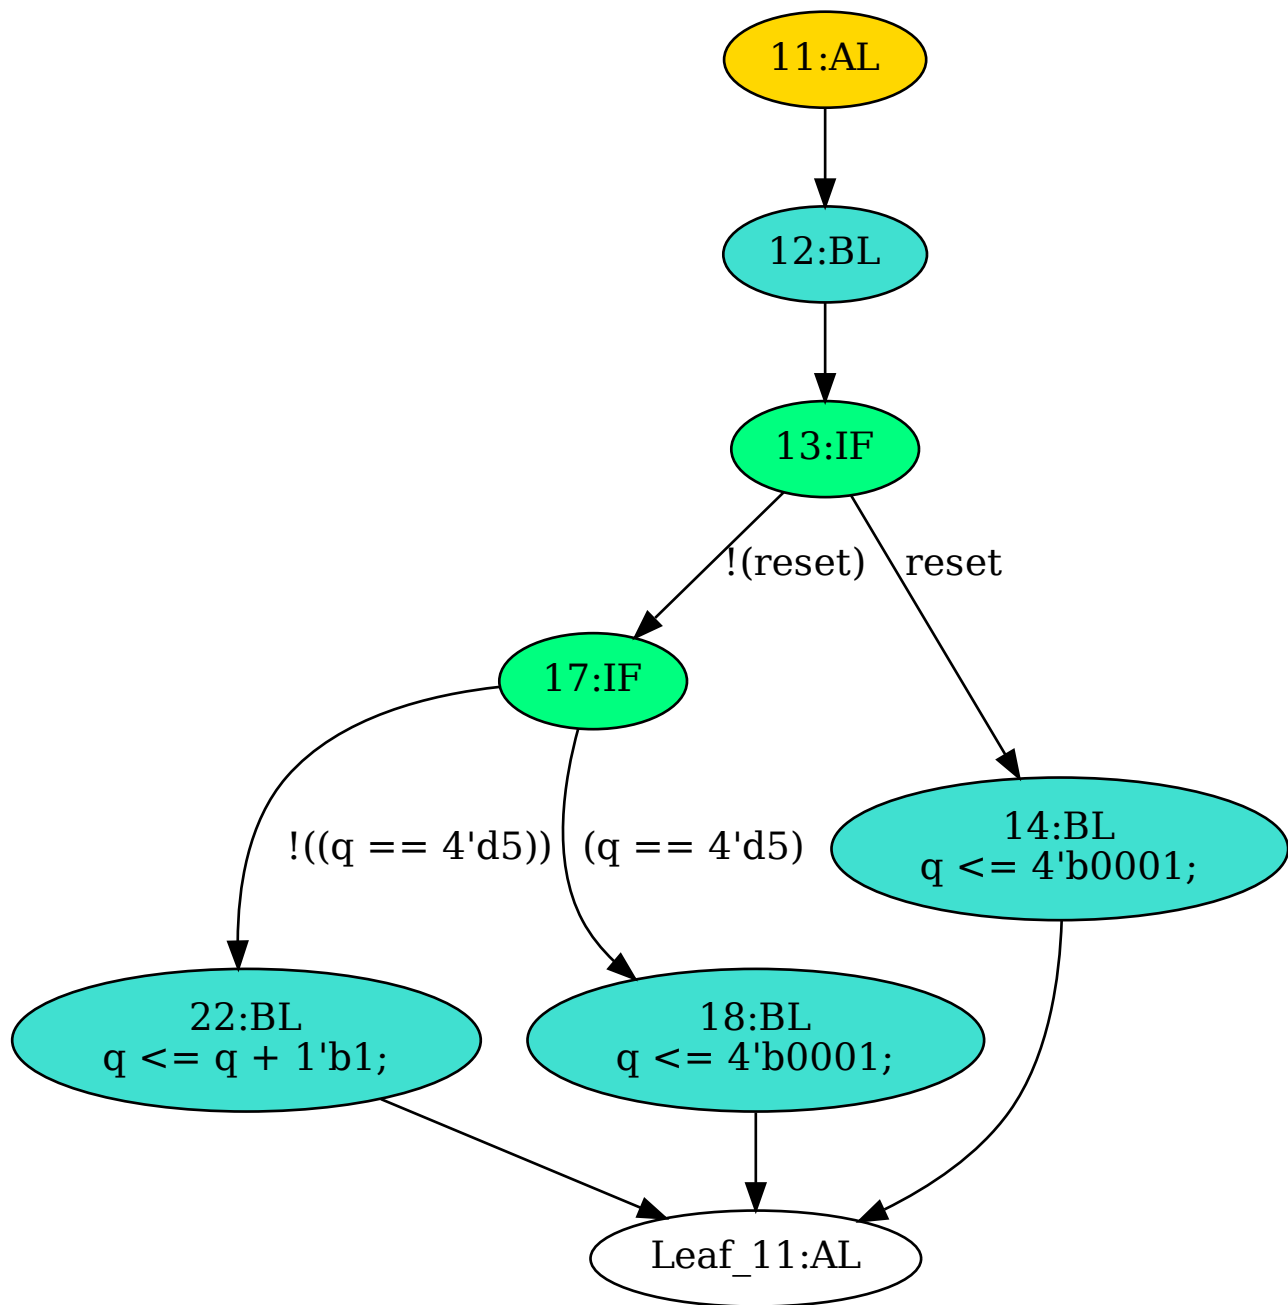 11:AL
12:BL
13:IF
!(reset)
reset
17:IF
!((q == 4'd5))
(q == 4'd5)
14:BL
q <= 4'b0001;
22:BL
q <= q + 1'b1;
18:BL
q <= 4'b0001;
Leaf_11:AL